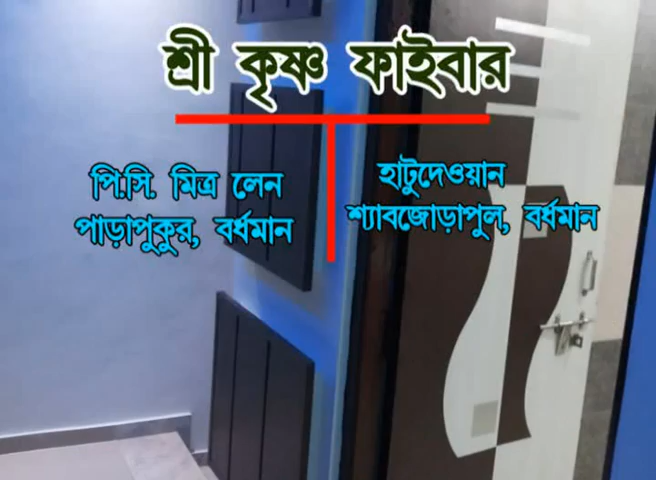 শ্রী কৃষ্ণ ফাইবার
পি.সি. মিত্র লেন
পাড়াপুকুর, বর্ধমান
হাটুদেওয়ান
শ্যাবজোড়াপুল, বর্ধমান